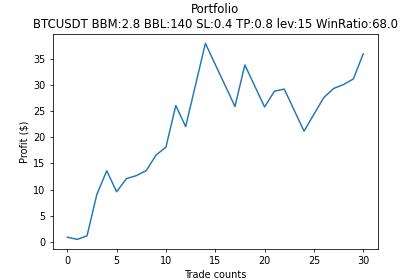 Portfolio
BTCUSDT BBM:2.8 BBL:140 SL:0.4 TP:0.8 lev:15 WinRatio:68.0
Profit ($)
35
30
25
20
15
10
5
0
0 5 10 15 20 25 30
Trade counts